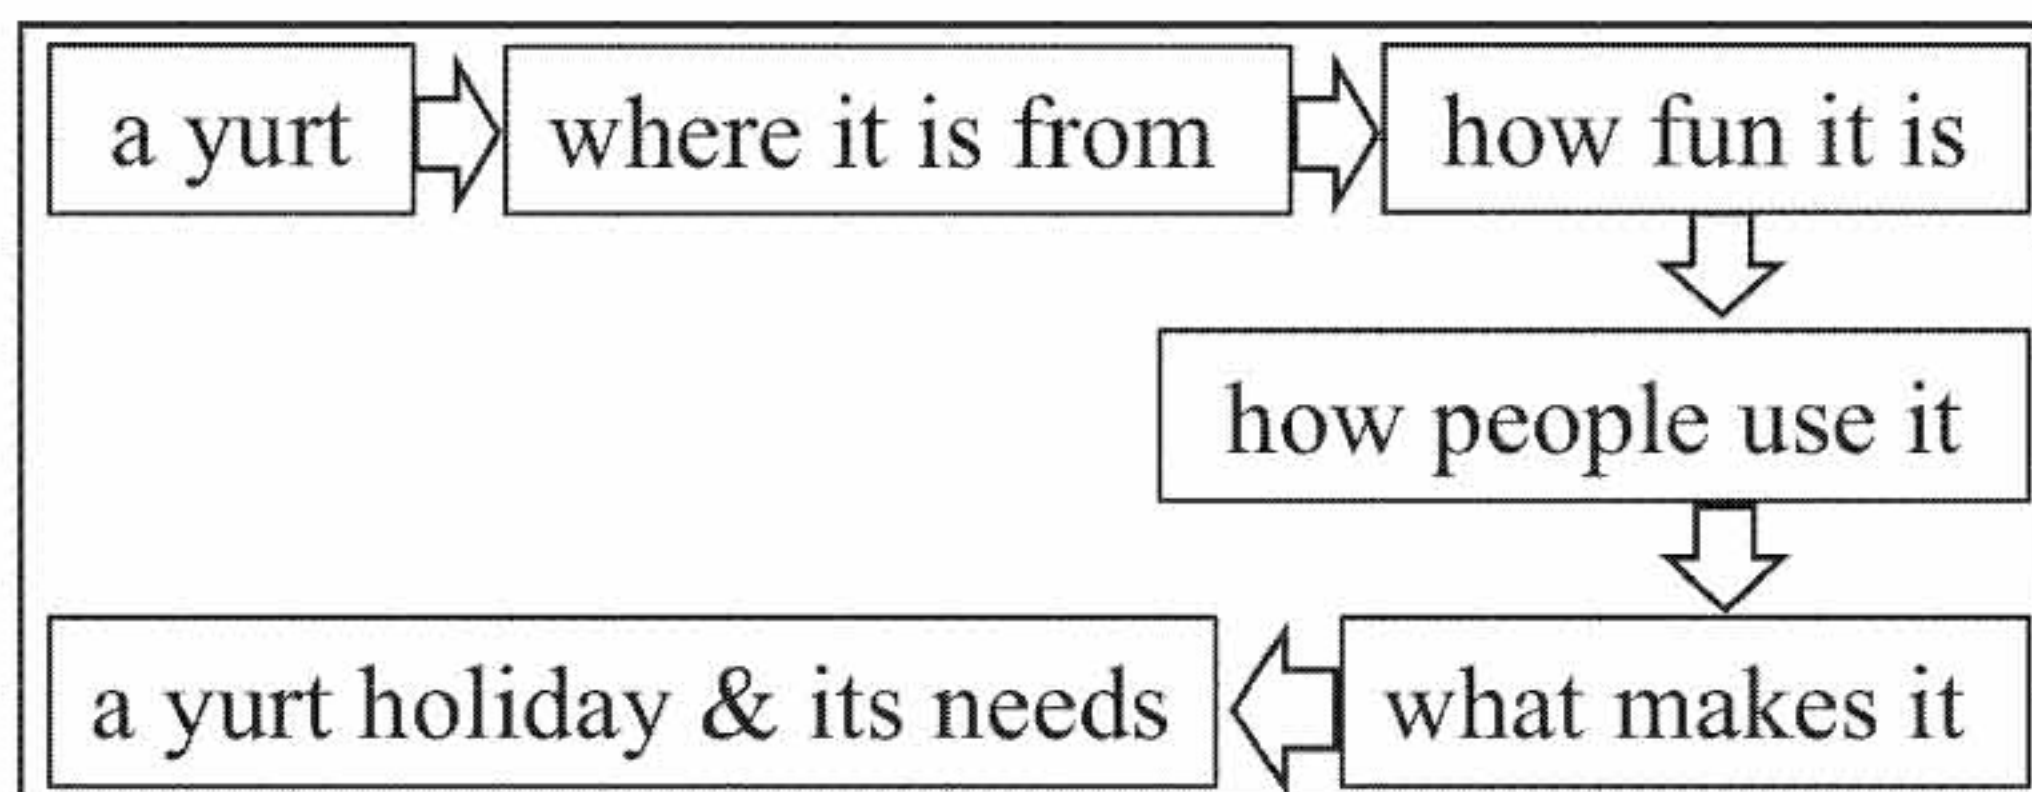 a yurt where it is from how fun it is
how people use it
a yurt holiday & its needs what makes it